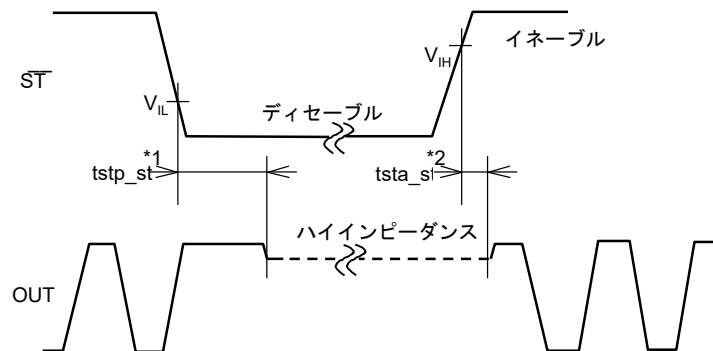 イネーブル
V_IH
S̅T̅
V_IL
ディセーブル
*1
*2
tstp_st
tsta_st
ハイインピーダンス
OUT